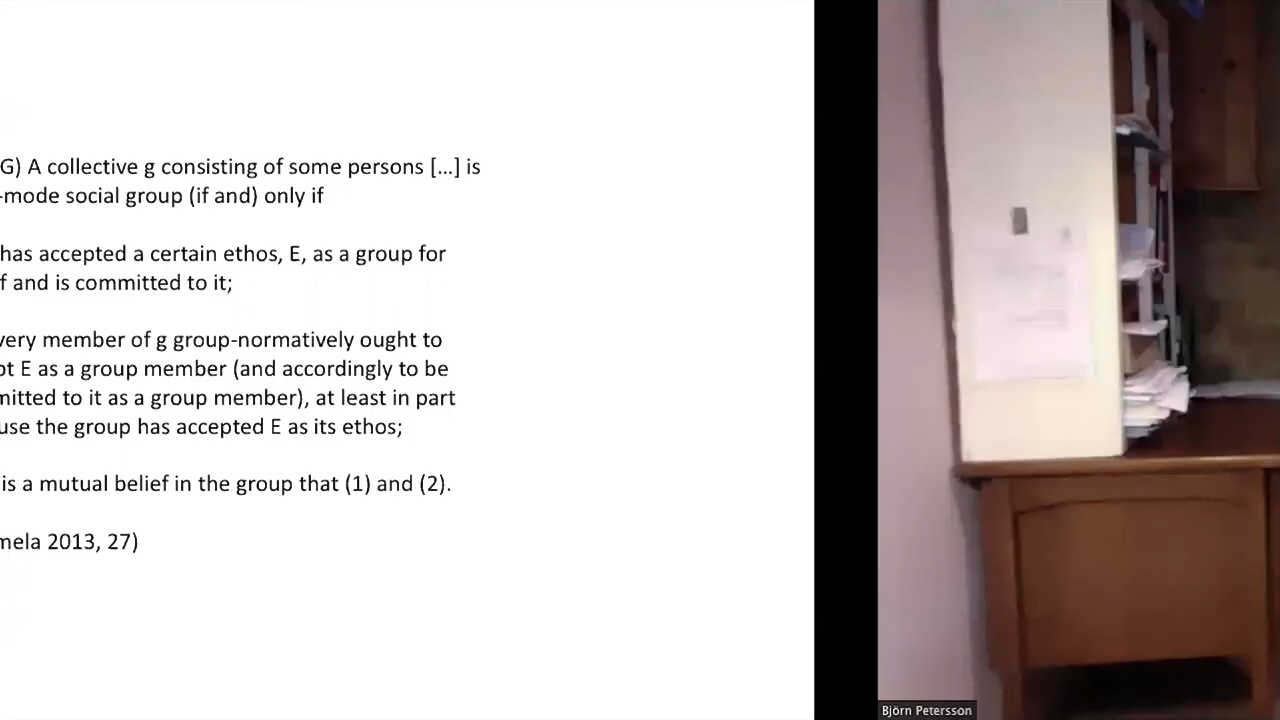 G) A collective g consisting of some persons [...] is
-mode social group (if and) only if
has accepted a certain ethos, E, as a group for
f and is committed to it;
very member of g group-normatively ought to
ot E as a group member (and accordingly to be
mitted to it as a group member), at least in part
use the group has accepted E as its ethos;
is a mutual belief in the group that (1) and (2).
mela 2013, 27)
Björn Petersson